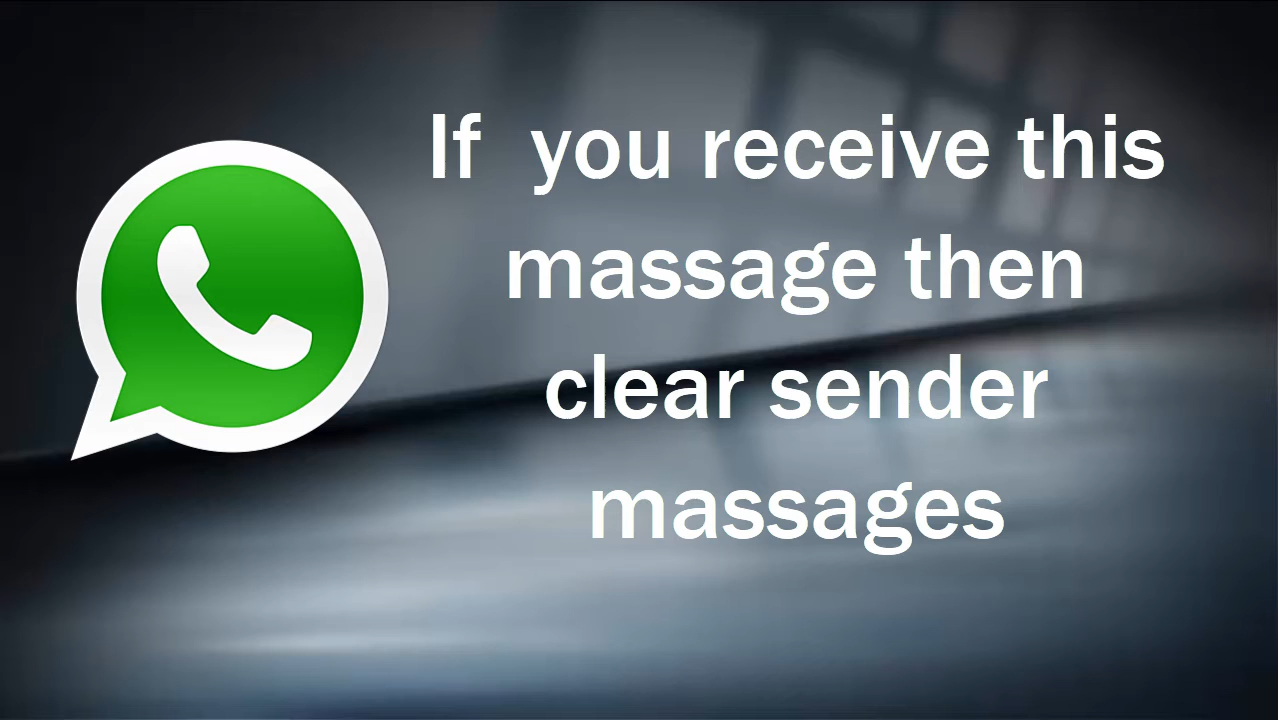 If you receive this
massage then
clear sender
massages